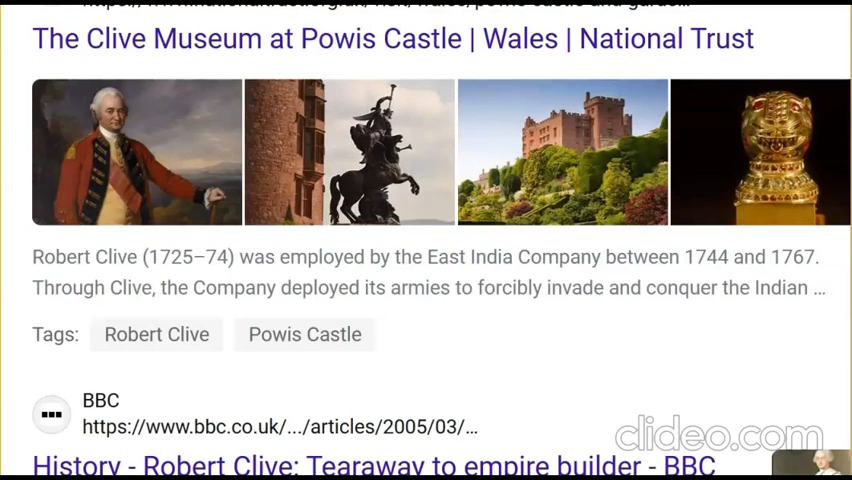 The Clive Museum at Powis Castle | Wales | National Trust
Robert Clive (1725–74) was employed by the East India Company between 1744 and 1767.
Through Clive, the Company deployed its armies to forcibly invade and conquer the Indian ...
Tags: Robert Clive Powis Castle
BBC
https://www.bbc.co.uk/.../articles/2005/03/...
clideo.com
History - Robert Clive: Tearaway to empire builder - BBC